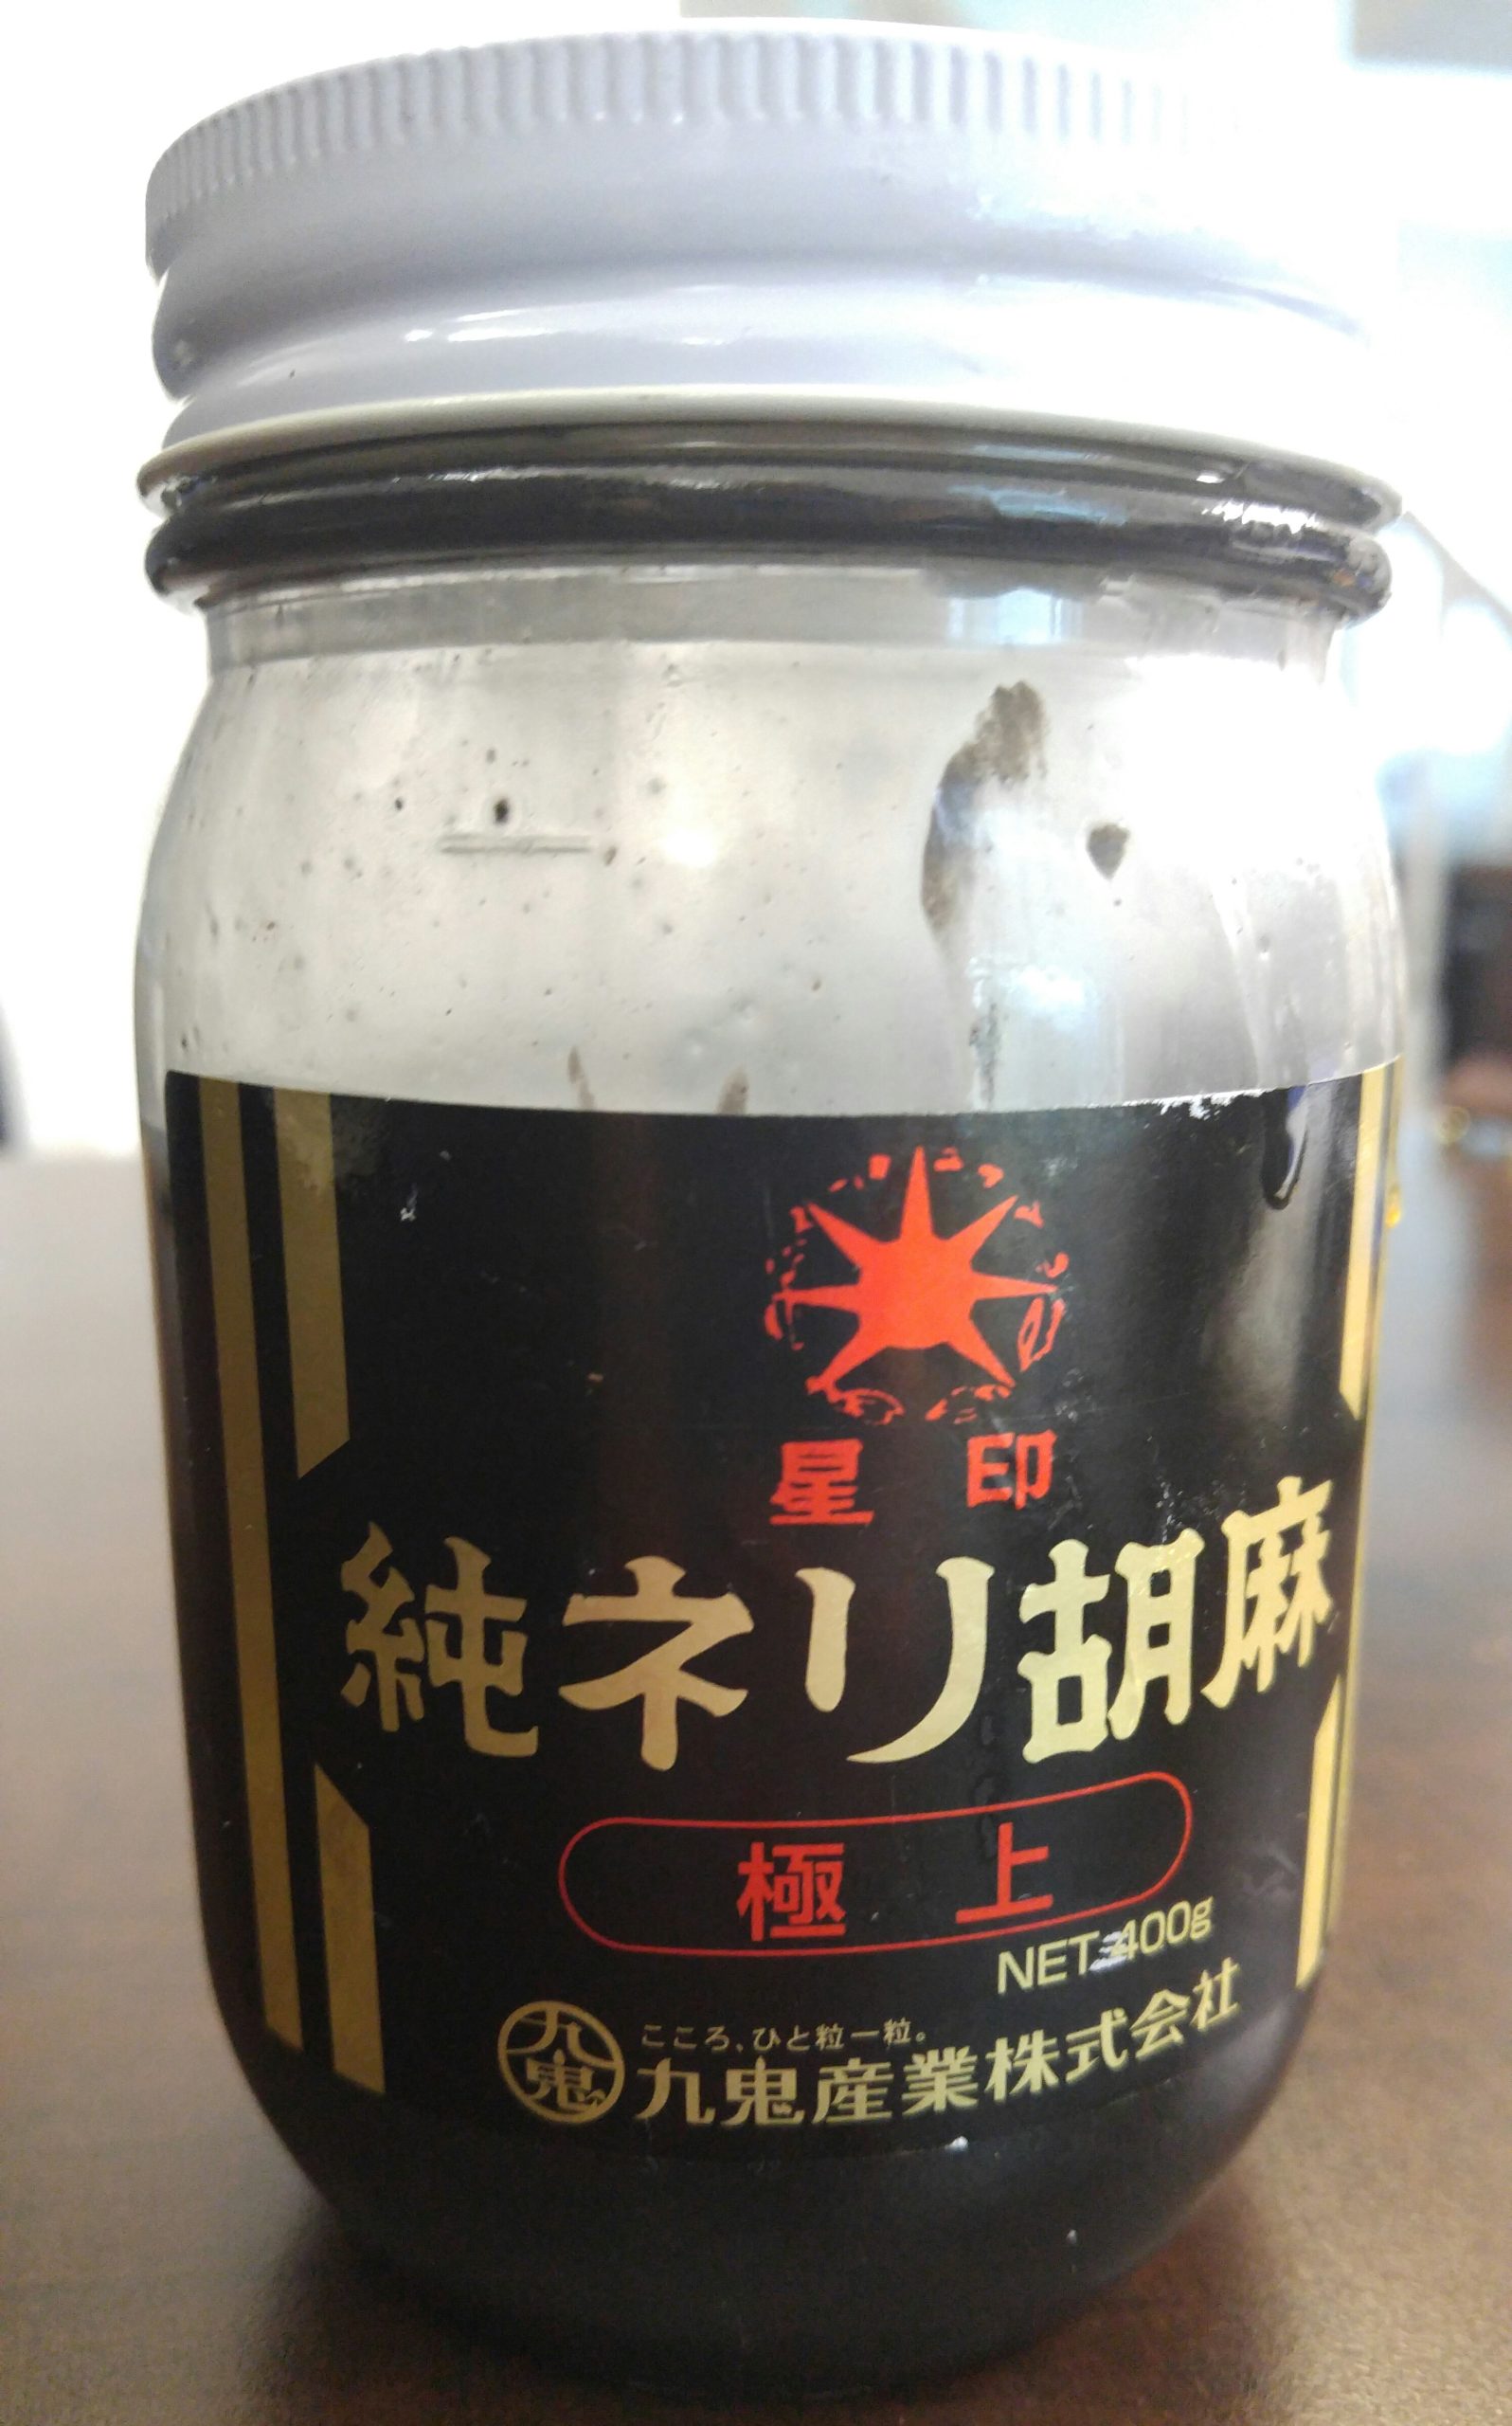 星印
純ネリ胡麻
極上
NET 400g
九鬼
こころ、ひと粒一粒。
九鬼産業株式会社